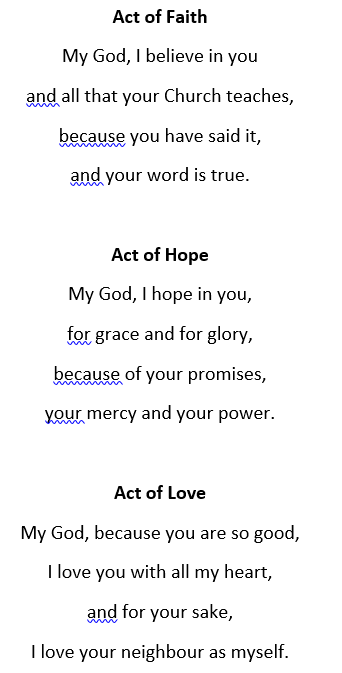 Act of Faith
My God, I believe in you
and all that your Church teaches,
because you have said it,
and your word is true.
Act of Hope
My God, I hope in you,
for grace and for glory,
because of your promises,
your mercy and your power.
Act of Love
My God, because you are so good,
I love you with all my heart,
and for your sake,
I love your neighbour as myself.